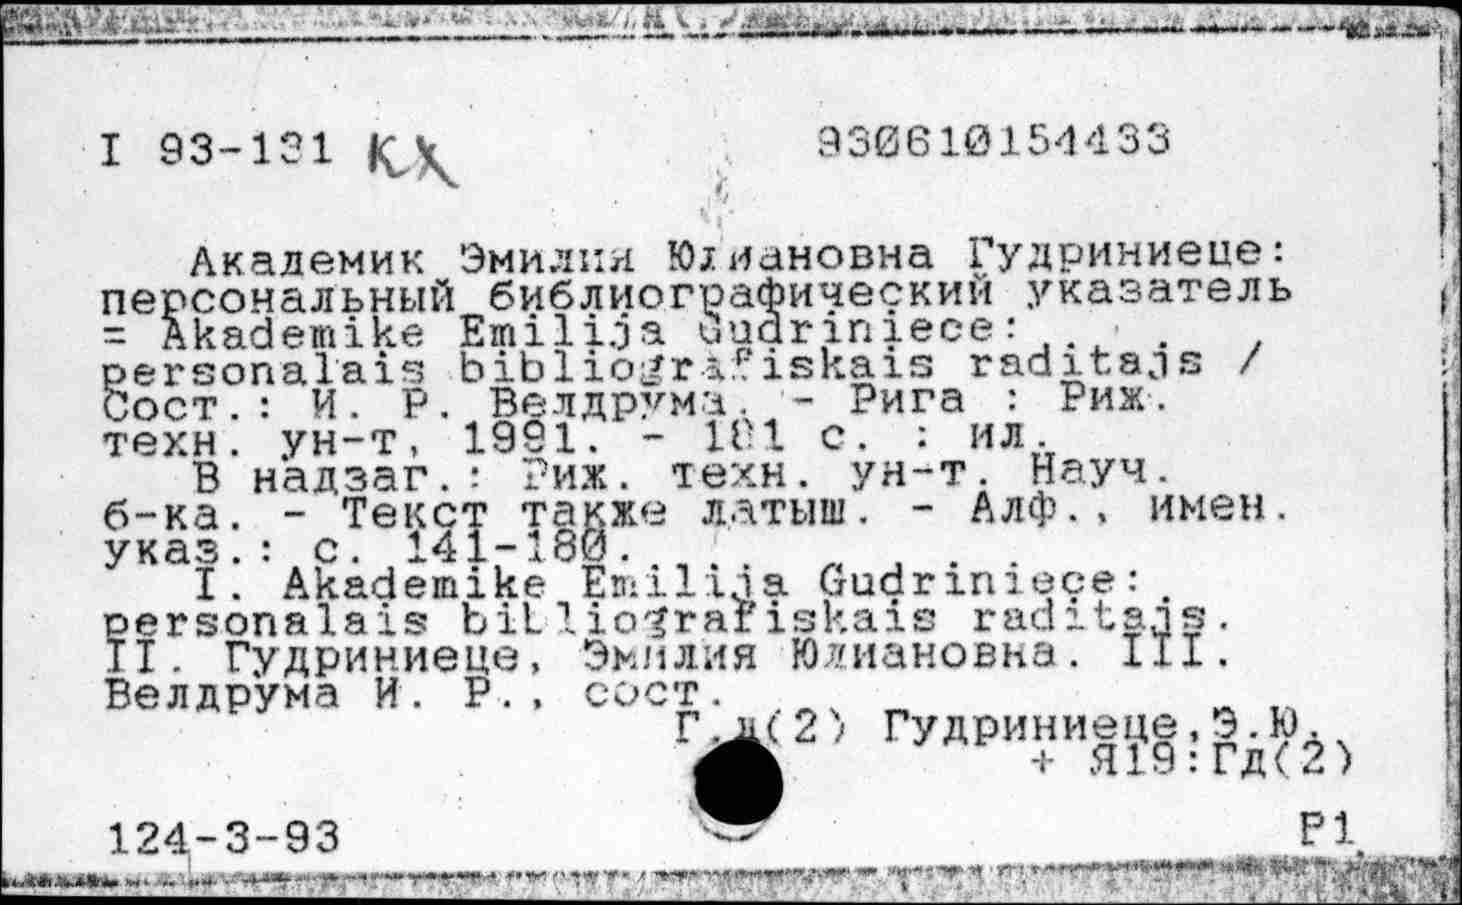 I 93-131 КХ 930610154433
Академик Эмилия Юлиановна Гудриниеце:
персональный библиографический указатель
= Akademike Emilija Gudriniece:
personalais bibliografiskais raditajs /
Сост.: И. Р. Велдрума. - Рига : Риж.
техн. ун-т, 1991. - 181 с. : ил.
В надзаг.: Риж. техн. ун-т. Науч.
б-ка. - Текст также латыш. - Алф., имен.
указ.: с. 141-180.
I. Akademike Emilija Gudriniece:
personalais bibliografiskais raditajs.
II. Гудриниеце, Эмилия Юлиановна. III.
Велдрума И. Р., сост.
Г.д(2) Гудриниеце,Э.Ю.
+ Я19:Гд(2)
124-3-93 Р1